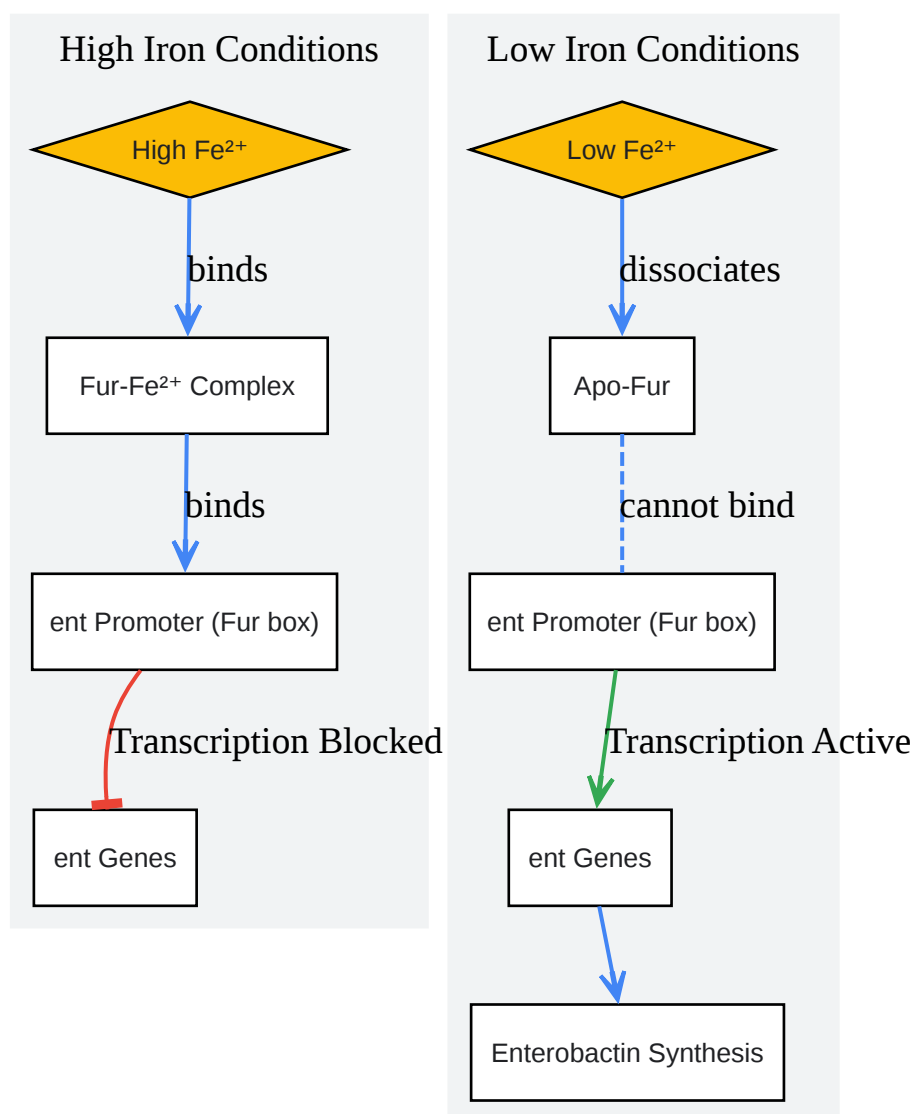 High Iron Conditions
High Fe²⁺
binds
Fur-Fe²⁺ Complex
binds
ent Promoter (Fur box)
Transcription Blocked
ent Genes
Low Iron Conditions
Low Fe²⁺
dissociates
Apo-Fur
cannot bind
ent Promoter (Fur box)
Transcription Active
ent Genes
Enterobactin Synthesis